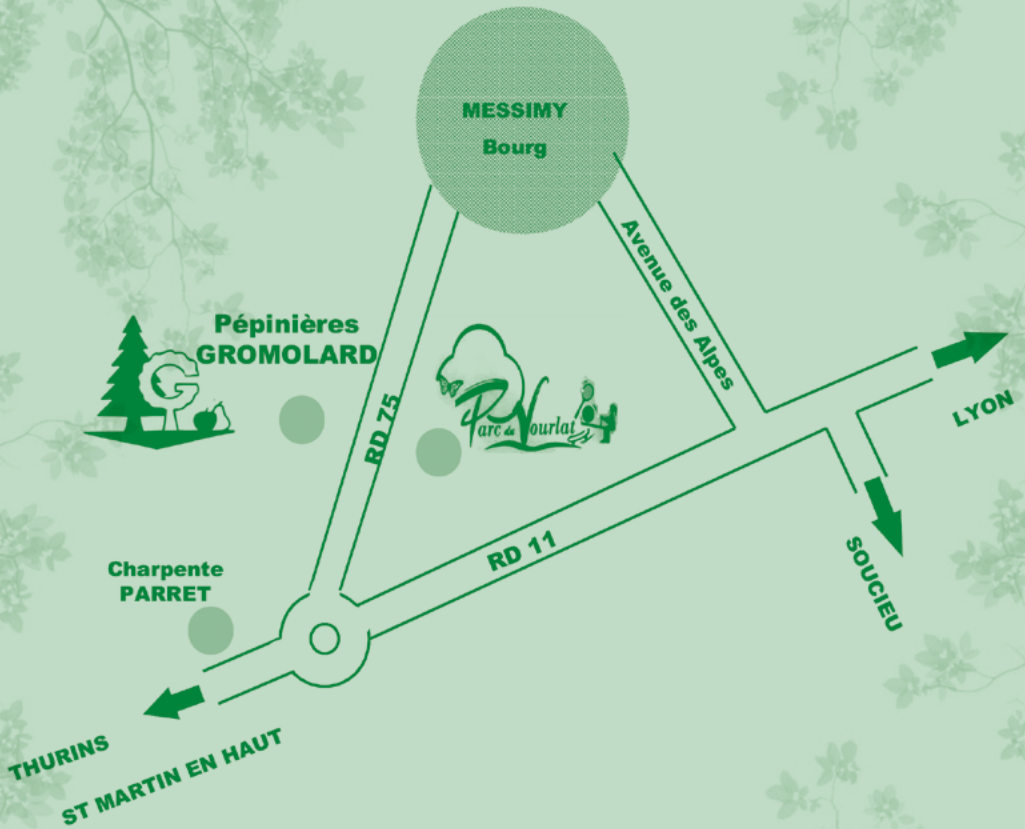 MESSIMY
Bourg
Avenue des Alpes
Pépinières
GROMOLARD
G
RD 75
Parc du Vourlat
LYON
RD 11
SOUCIEU
Charpente
PARRET
THURINS
ST MARTIN EN HAUT